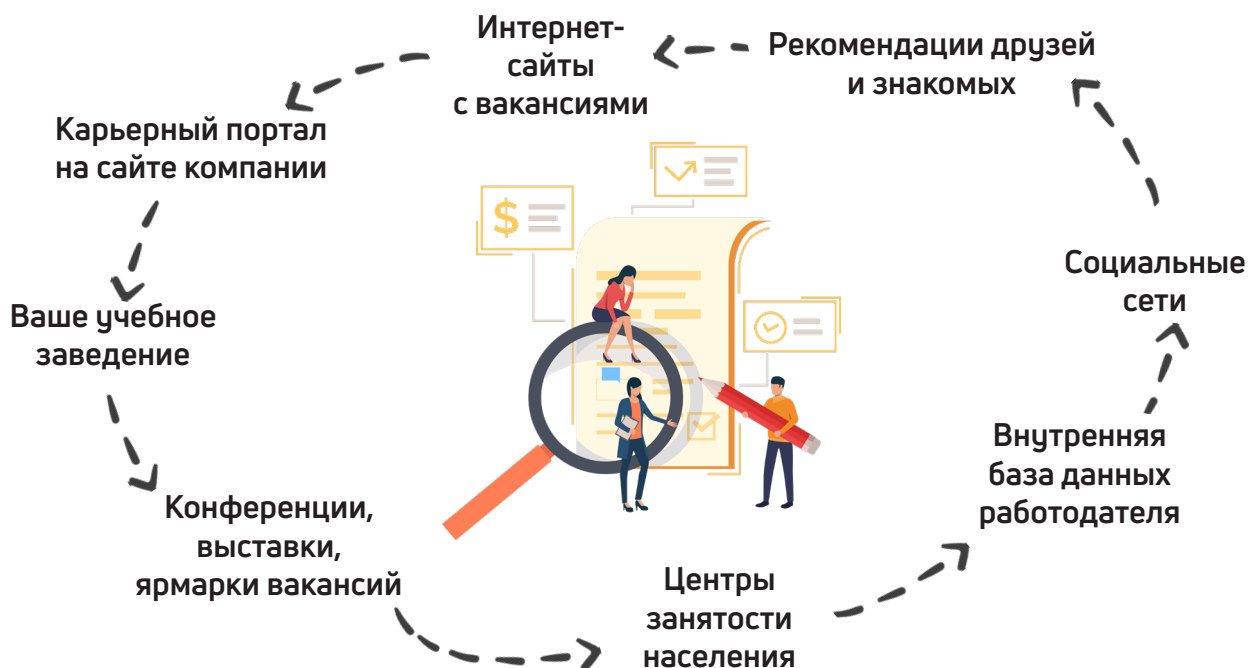 Интернет-
сайты
с вакансиями
Рекомендации друзей
и знакомых
Карьерный портал
на сайте компании
$
Социальные
сети
Ваше учебное
заведение
Внутренняя
база данных
работодателя
Конференции,
выставки,
ярмарки вакансий
Центры
занятости
населения